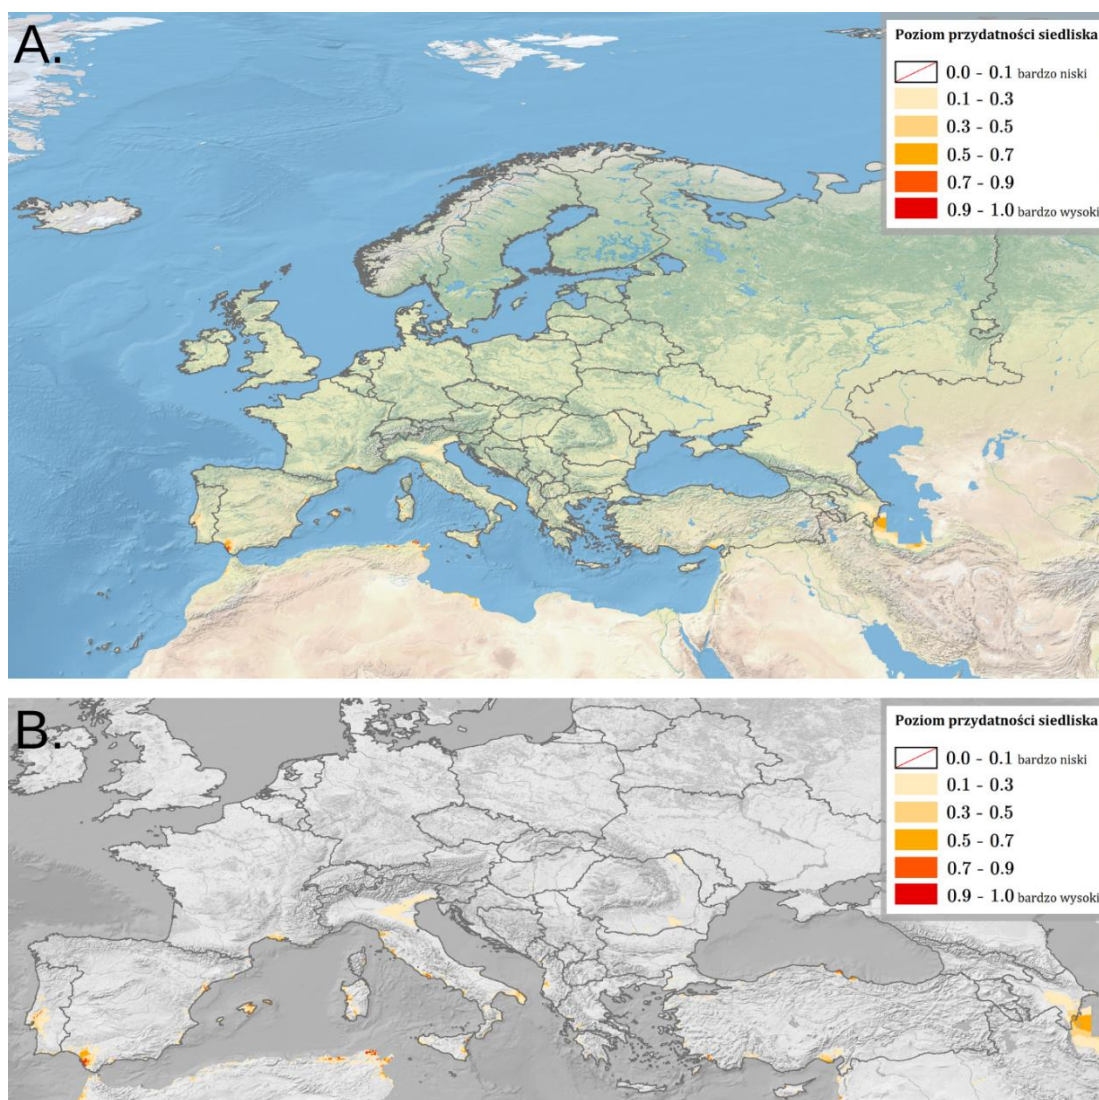 A.
Poziom przydatności siedliska
0.0 - 0.1 bardzo niski
0.1 - 0.3
0.3 - 0.5
0.5 - 0.7
0.7 - 0.9
0.9 - 1.0 bardzo wysoki
B.
Poziom przydatności siedliska
0.0 - 0.1 bardzo niski
0.1 - 0.3
0.3 - 0.5
0.5 - 0.7
0.7 - 0.9
0.9 - 1.0 bardzo wysoki